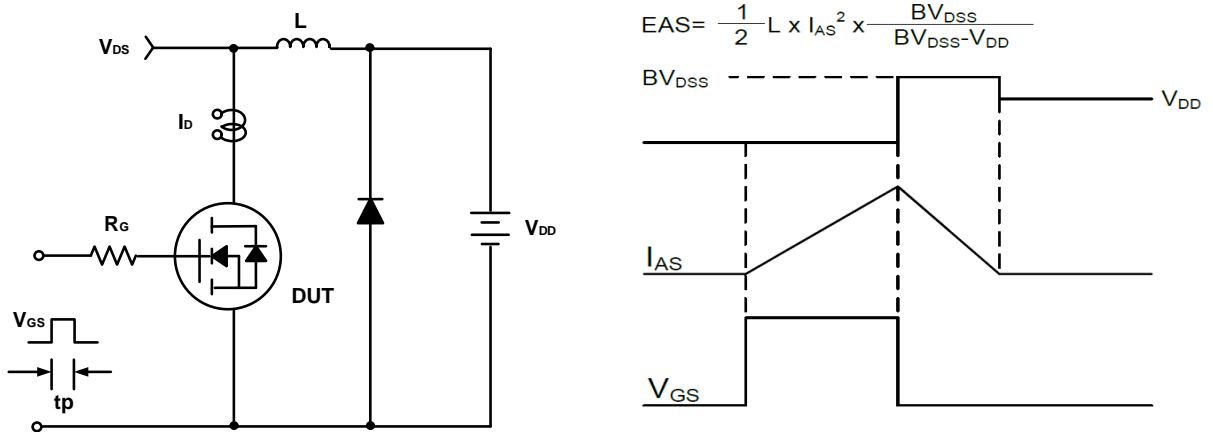 L
VDS
ID
RG
VDD
DUT
VGS
tp
EAS= 1/2 L x IAS² x BVDSS/BVDSS-VDD
BVDSS
VDD
IAS
VGS